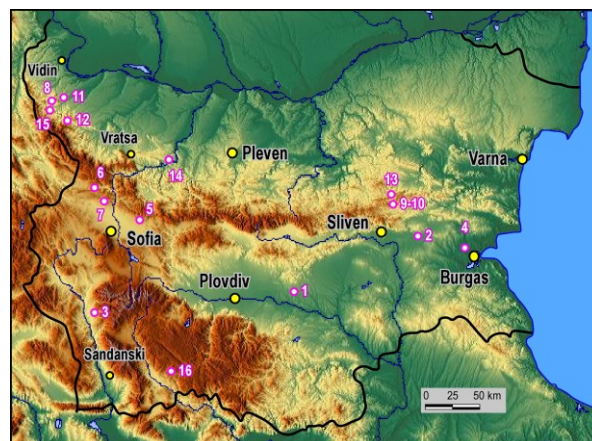 Vidin
8
11
15
12
Vratsa
Pleven
Varna
14
6
7
5
13
9-10
Sliven
2
4
Sofia
Burgas
Plovdiv
1
3
Sandanski
16
0 25 50 km